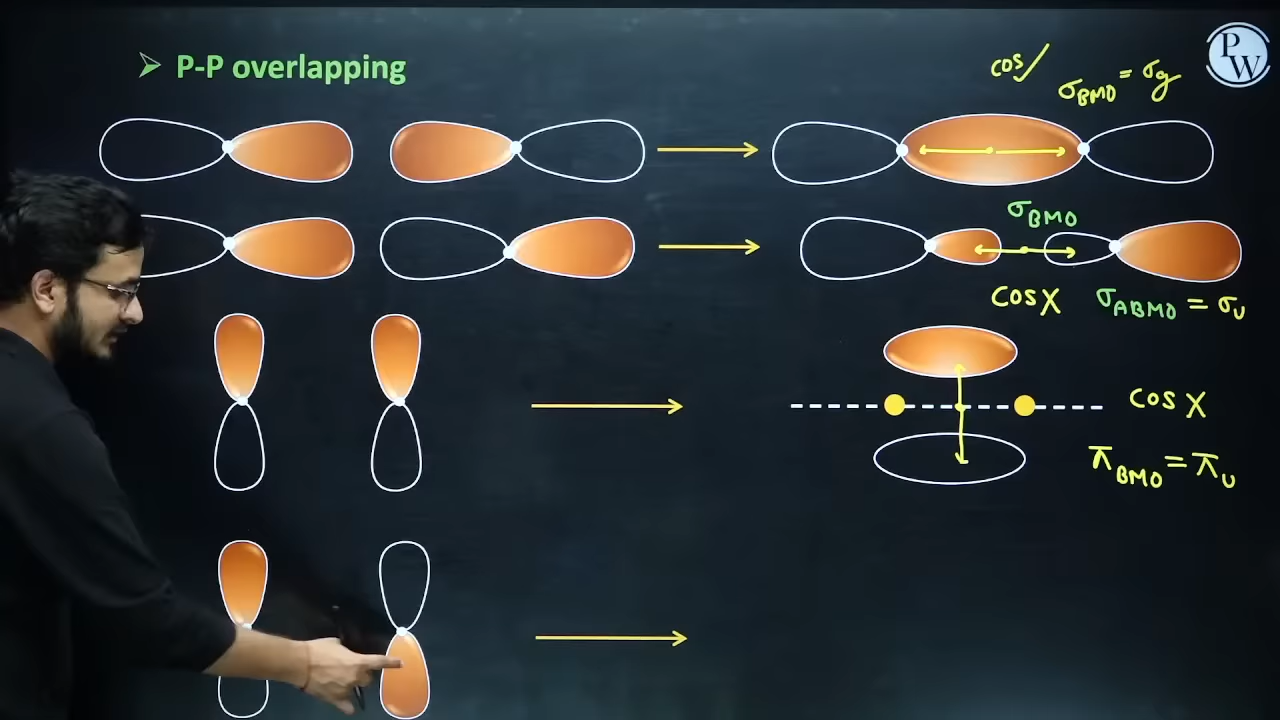 ➢ P-P overlapping
PW
COS ✓
σBMO = σg
σBMO
COS X
σABMO = σu
COS X
πBMO = πu